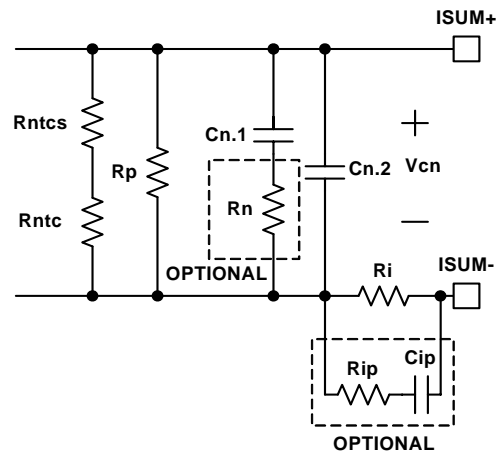 ISUM+
Rntcs
Cn.1
+
Rp
Cn.2
Vcn
Rntc
Rn
—
OPTIONAL
Ri
ISUM-
Rip
Cip
OPTIONAL